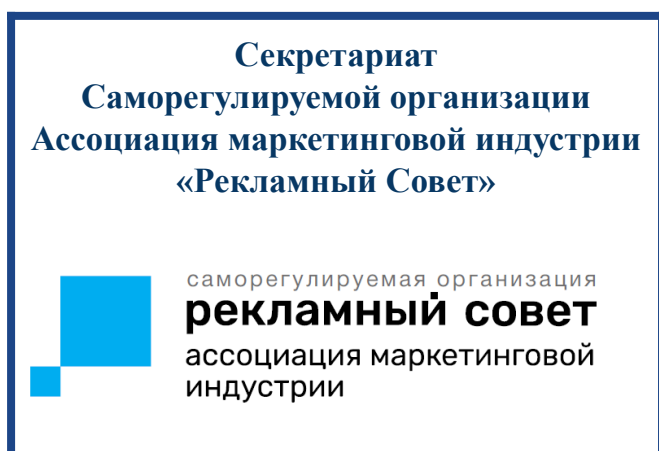 Секретариат
Саморегулируемой организации
Ассоциация маркетинговой индустрии
«Рекламный Совет»
саморегулируемая организация
рекламный совет
ассоциация маркетинговой
индустрии